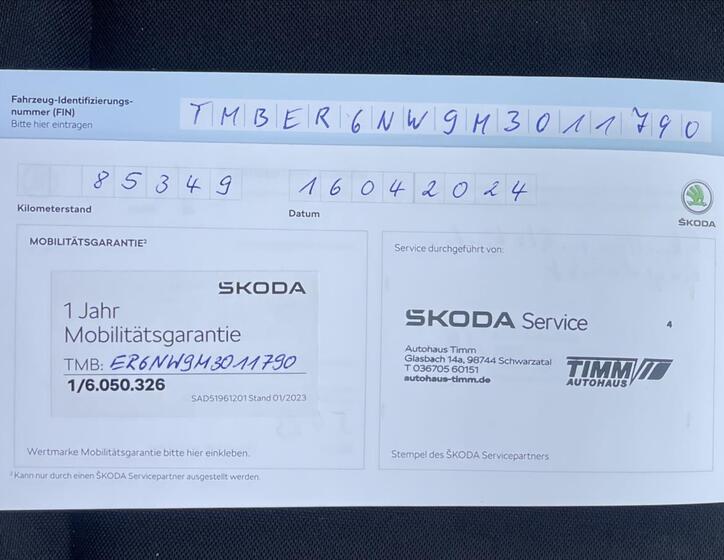 Fahrzeug-Identifizierungs-
nummer (FIN)
Bitte hier eintragen
TMBER6NW9M3011790
85349
Kilometerstand
16042024
Datum
ŠKODA
MOBILITÄTSGARANTIE²
ŠKODA
1 Jahr
Mobilitätsgarantie
TMB: ER6NW9M3011790
1/6.050.326
SAD51961201 Stand 01/2023
Wertmarke Mobilitätsgarantie bitte hier einkleben.
Service durchgeführt von:
ŠKODA Service
4
Autohaus Timm
Glasbach 14a, 98744 Schwarzatal
T 036705 60151
autohaus-timm.de
TIMM
AUTOHAUS
Stempel des ŠKODA Servicepartners
² Kann nur durch einen ŠKODA Servicepartner ausgestellt werden.